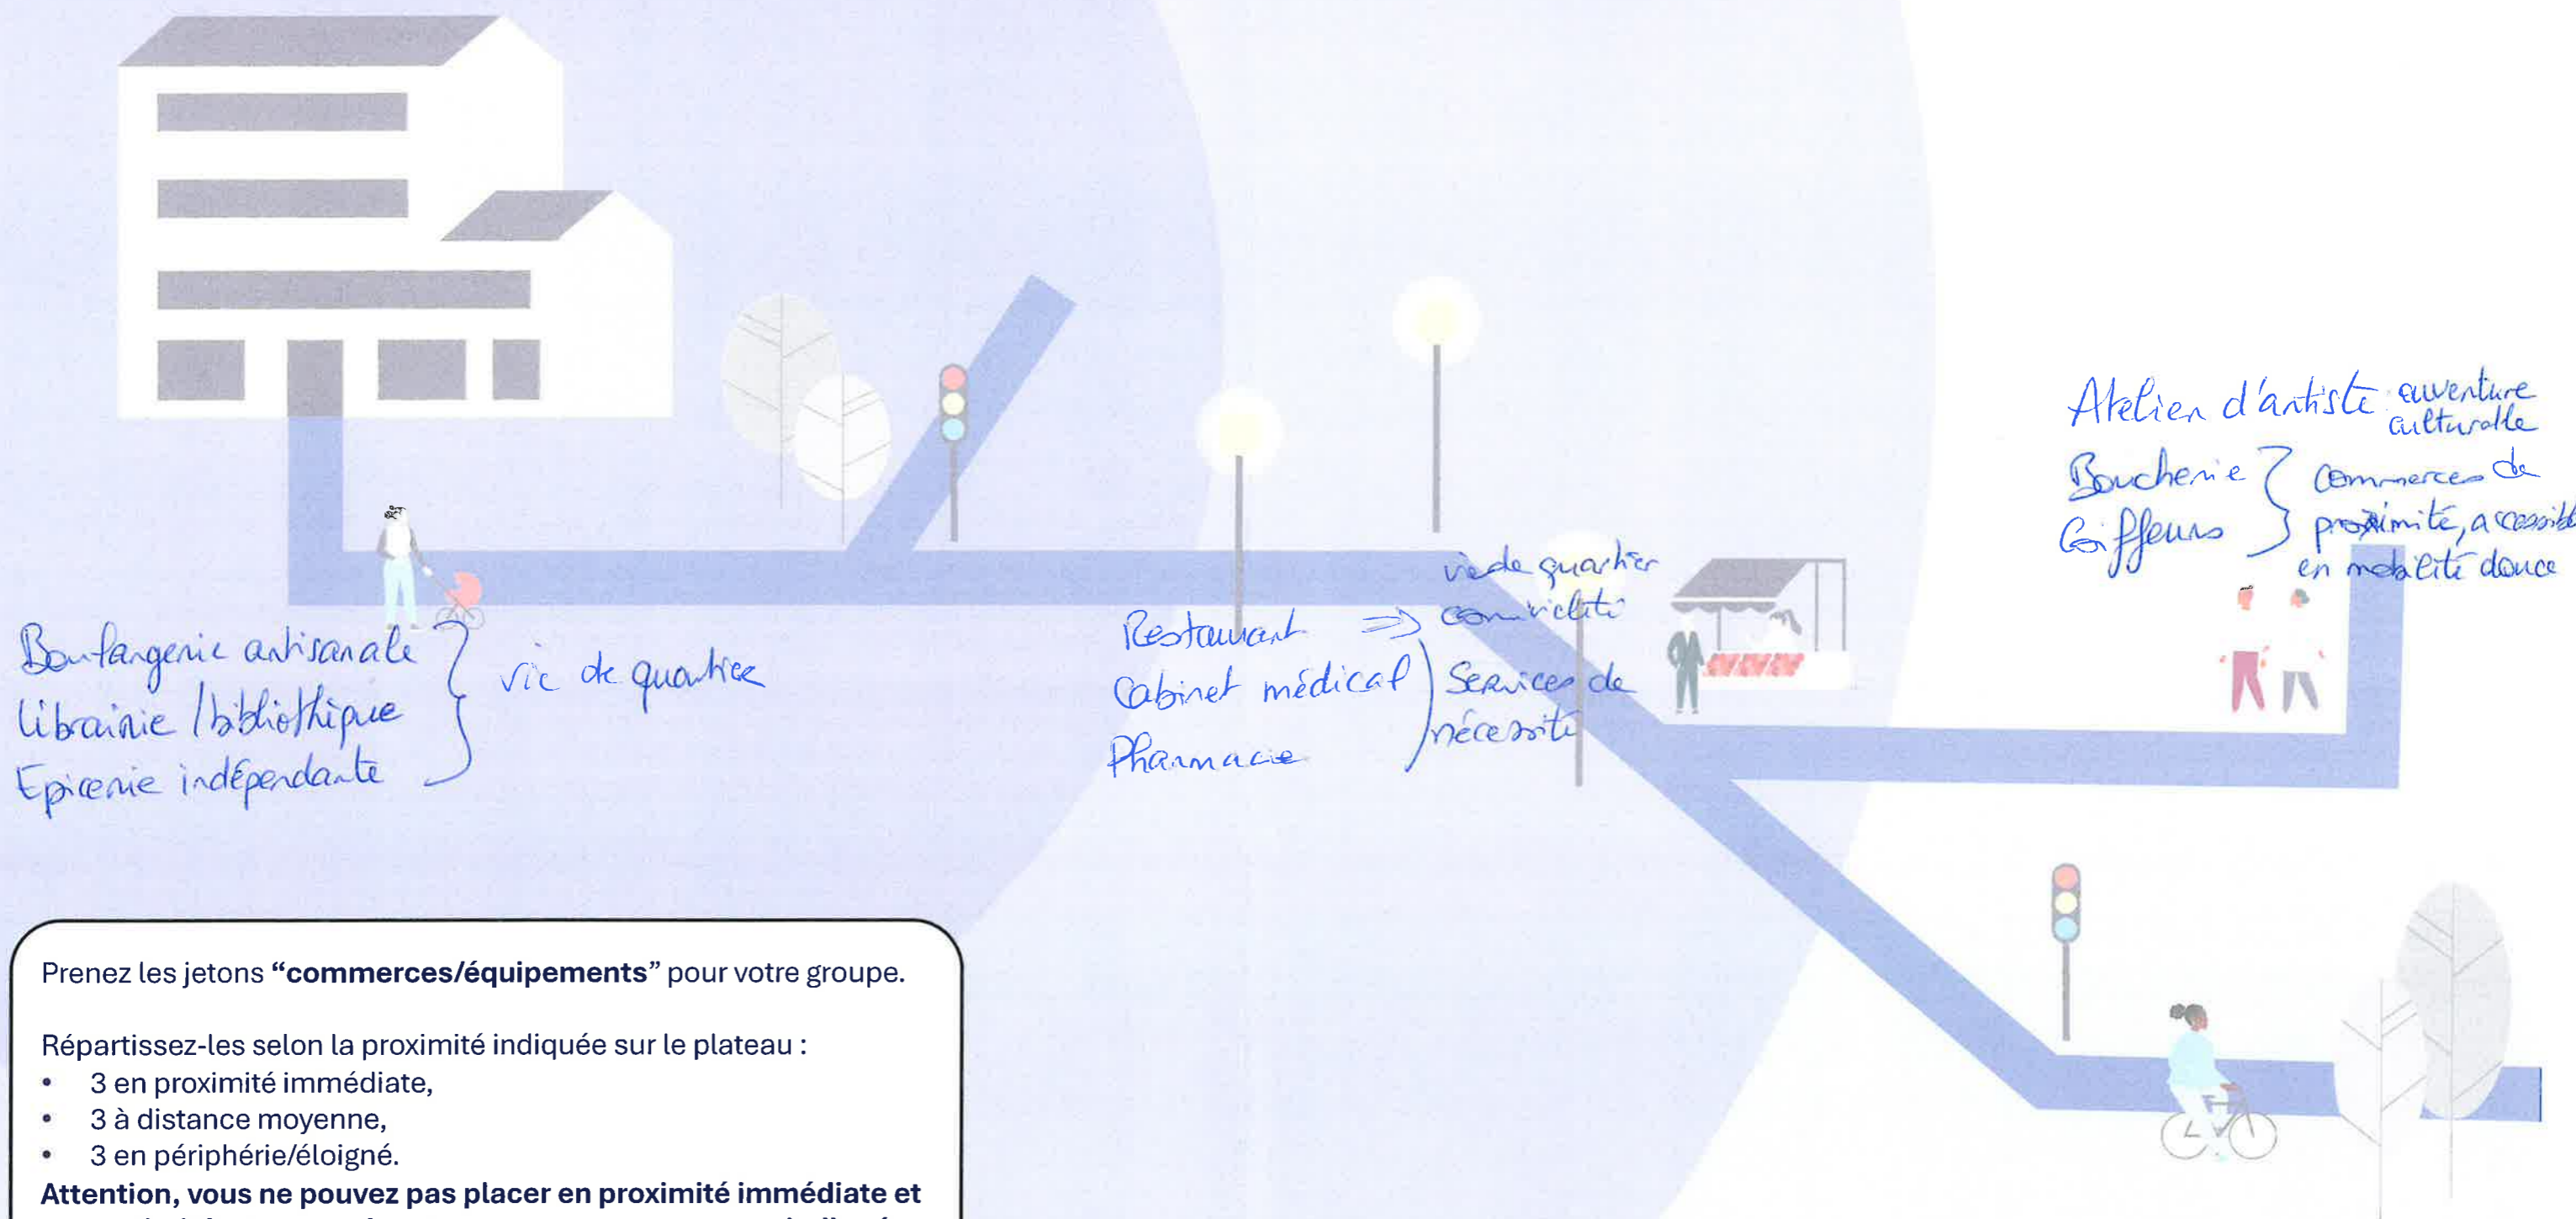 Atelier d'artiste ouverture
culturelle
Boucherie } commerces de
Coiffeurs } proximité, accessible
en mobilité douce
Boulangerie artisanale
Librairie / bibliothèque } vie de quartier
Epicerie indépendante
Restaurant => vie de quartier
convivialité
Cabinet médical ) Services de
Pharmacie ) nécessité
Prenez les jetons “commerces/équipements” pour votre groupe.
Répartissez-les selon la proximité indiquée sur le plateau :
• 3 en proximité immédiate,
• 3 à distance moyenne,
• 3 en périphérie/éloigné.
Attention, vous ne pouvez pas placer en proximité immédiate et